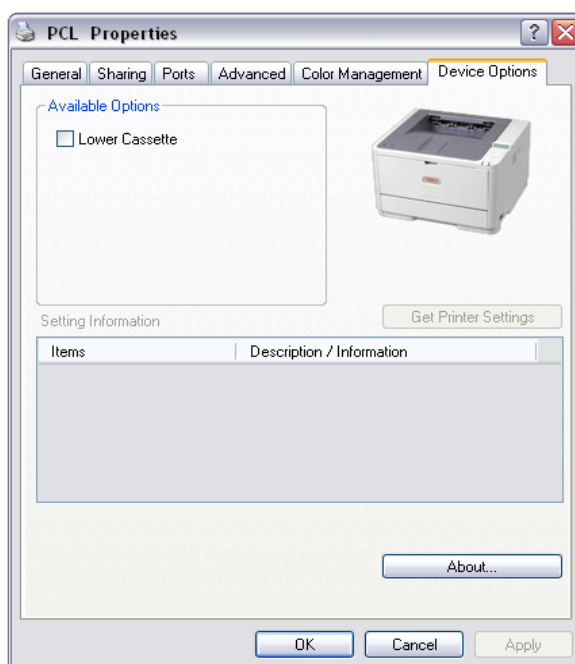 PCL Properties
General Sharing Ports Advanced Color Management Device Options
Available Options
Lower Cassette
Setting Information
Get Printer Settings
Items Description / Information
About...
OK Cancel Apply